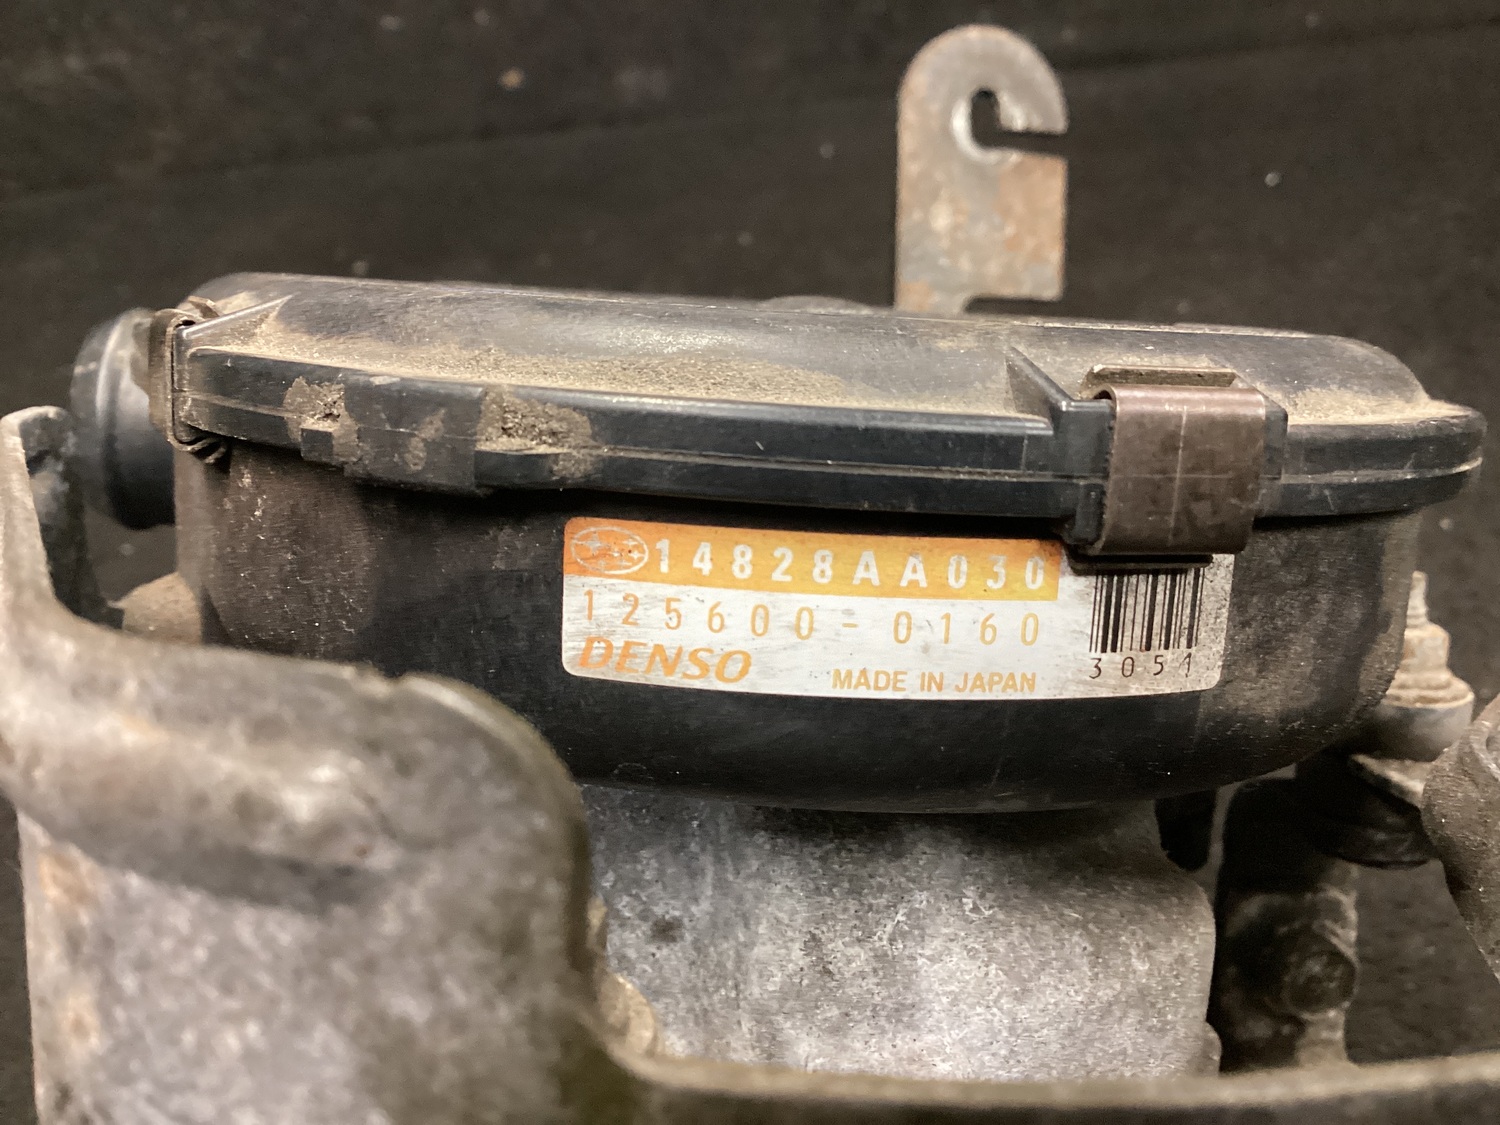 14828AA030
125600-0160
DENSO
MADE IN JAPAN
3051